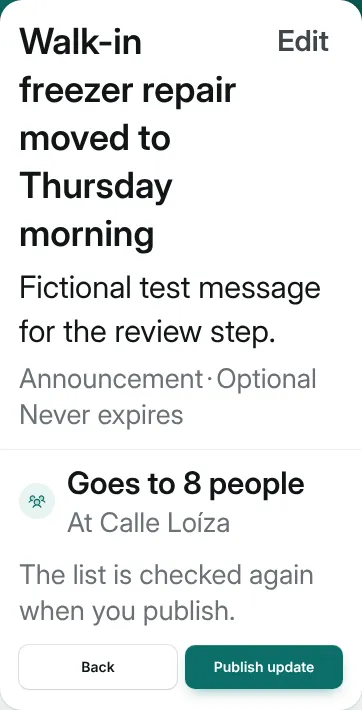 Walk-in
Edit
freezer repair
moved to
Thursday
morning
Fictional test message
for the review step.
Announcement · Optional
Never expires
Goes to 8 people
At Calle Loíza
The list is checked again
when you publish.
Back
Publish update